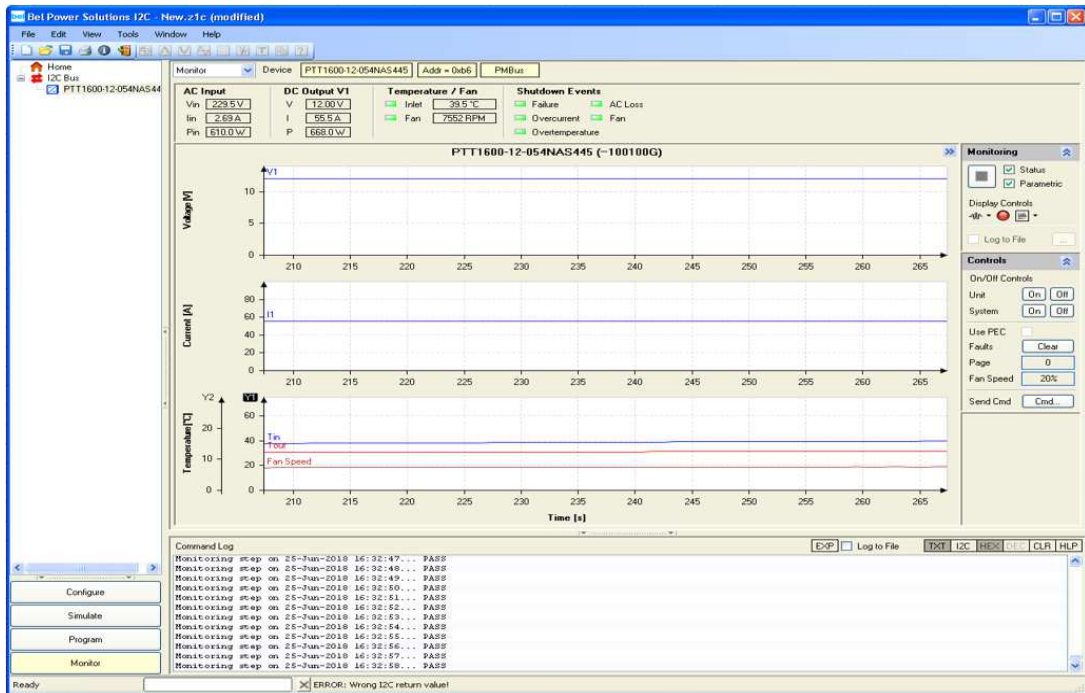 Bel Power Solutions I2C - New.z1c (modified)
File Edit View Tools Window Help
Home
I2C Bus
PTT1600-12-054NAS44
Monitor Device PTT1600-12-054NAS445 Addr = 0xb6 PMBus
AC Input DC Output V1 Temperature / Fan Shutdown Events
Vin 229.5 V V 12.00 V Inlet 39.5 °C Failure AC Loss
Iin 2.69 A I 55.5 A Fan 7552 RPM Overcurrent Fan
Pin 610.0 W P 668.0 W Overtemperature
PTT1600-12-054NAS445 (-100100G)
Voltage [V]
V1
10
5
0
210 215 220 225 230 235 240 245 250 255 260 265
Current [A]
80
I1
60
40
20
0
210 215 220 225 230 235 240 245 250 255 260 265
Temperature [°C]
Y2 Y1
60
20 40
Tin
Tout
10 20
Fan Speed
0 0
210 215 220 225 230 235 240 245 250 255 260 265
Time [s]
Monitoring
Status
Parametric
Display Controls
Log to File ...
Controls
On/Off Controls
Unit On Off
System On Off
Use PEC
Faults Clear
Page 0
Fan Speed 20%
Send Cmd Cmd...
Command Log EXP Log to File TXT I2C HEX DEC CLR HLP
Monitoring step on 25-Jun-2018 16:32:47... PASS
Monitoring step on 25-Jun-2018 16:32:48... PASS
Monitoring step on 25-Jun-2018 16:32:49... PASS
Monitoring step on 25-Jun-2018 16:32:50... PASS
Monitoring step on 25-Jun-2018 16:32:51... PASS
Monitoring step on 25-Jun-2018 16:32:52... PASS
Monitoring step on 25-Jun-2018 16:32:53... PASS
Monitoring step on 25-Jun-2018 16:32:54... PASS
Monitoring step on 25-Jun-2018 16:32:55... PASS
Monitoring step on 25-Jun-2018 16:32:56... PASS
Monitoring step on 25-Jun-2018 16:32:57... PASS
Monitoring step on 25-Jun-2018 16:32:58... PASS
Configure
Simulate
Program
Monitor
Ready ERROR: Wrong I2C return value!